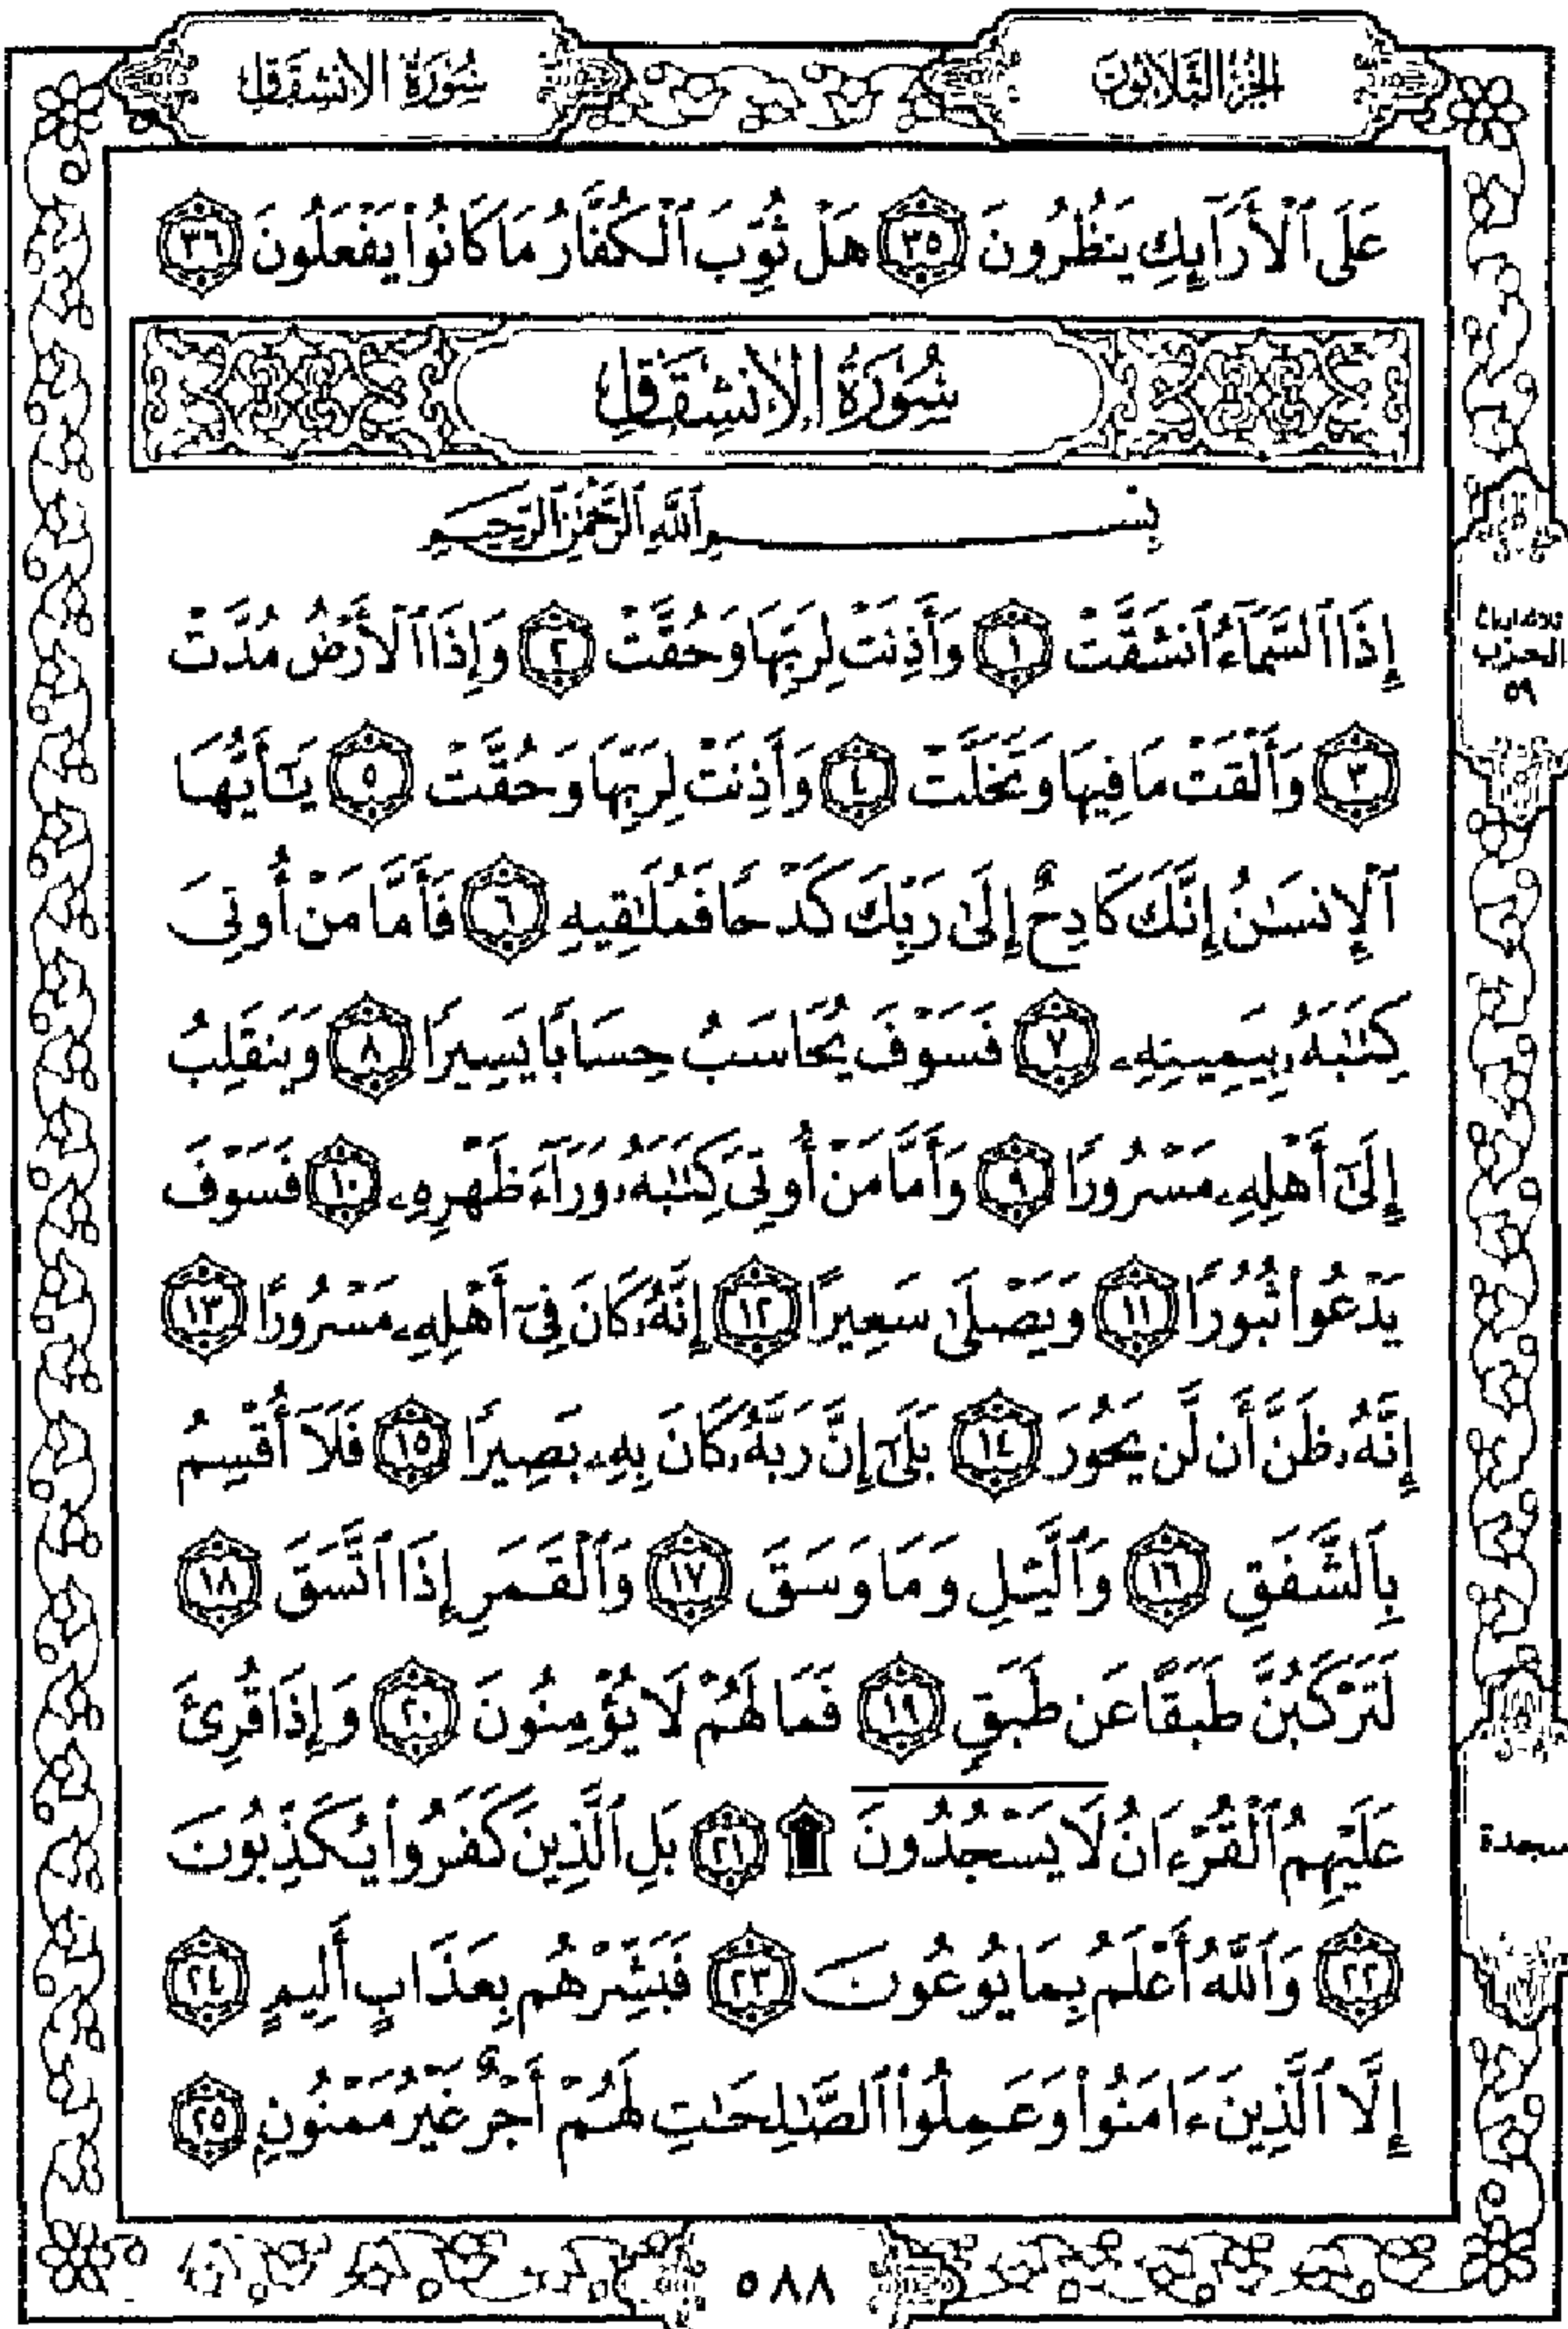 الجزء الثلاثون
سورة الانشقاق
عَلَى ٱلْأَرَآئِكِ يَنظُرُونَ ٣٥ هَلْ ثُوِّبَ ٱلْكُفَّارُ مَا كَانُوا۟ يَفْعَلُونَ ٣٦
سُورَةُ الانشِقَاقِ
بِسْمِ ٱللَّهِ ٱلرَّحْمَٰنِ ٱلرَّحِيمِ
إِذَا ٱلسَّمَآءُ ٱنشَقَّتْ ١ وَأَذِنَتْ لِرَبِّهَا وَحُقَّتْ ٢ وَإِذَا ٱلْأَرْضُ مُدَّتْ
٣ وَأَلْقَتْ مَا فِيهَا وَتَخَلَّتْ ٤ وَأَذِنَتْ لِرَبِّهَا وَحُقَّتْ ٥ يَٰٓأَيُّهَا
ٱلْإِنسَٰنُ إِنَّكَ كَادِحٌ إِلَىٰ رَبِّكَ كَدْحًا فَمُلَٰقِيهِ ٦ فَأَمَّا مَنْ أُوتِىَ
كِتَٰبَهُۥ بِيَمِينِهِۦ ٧ فَسَوْفَ يُحَاسَبُ حِسَابًا يَسِيرًا ٨ وَيَنقَلِبُ
إِلَىٰٓ أَهْلِهِۦ مَسْرُورًا ٩ وَأَمَّا مَنْ أُوتِىَ كِتَٰبَهُۥ وَرَآءَ ظَهْرِهِۦ ١٠ فَسَوْفَ
يَدْعُوا۟ ثُبُورًا ١١ وَيَصْلَىٰ سَعِيرًا ١٢ إِنَّهُۥ كَانَ فِىٓ أَهْلِهِۦ مَسْرُورًا ١٣
إِنَّهُۥ ظَنَّ أَن لَّن يَحُورَ ١٤ بَلَىٰٓ إِنَّ رَبَّهُۥ كَانَ بِهِۦ بَصِيرًا ١٥ فَلَآ أُقْسِمُ
بِٱلشَّفَقِ ١٦ وَٱلَّيْلِ وَمَا وَسَقَ ١٧ وَٱلْقَمَرِ إِذَا ٱتَّسَقَ ١٨
لَتَرْكَبُنَّ طَبَقًا عَن طَبَقٍ ١٩ فَمَا لَهُمْ لَا يُؤْمِنُونَ ٢٠ وَإِذَا قُرِئَ
عَلَيْهِمُ ٱلْقُرْءَانُ لَا يَسْجُدُونَ ۩ ٢١ بَلِ ٱلَّذِينَ كَفَرُوا۟ يُكَذِّبُونَ
٢٢ وَٱللَّهُ أَعْلَمُ بِمَا يُوعُونَ ٢٣ فَبَشِّرْهُم بِعَذَابٍ أَلِيمٍ ٢٤
إِلَّا ٱلَّذِينَ ءَامَنُوا۟ وَعَمِلُوا۟ ٱلصَّٰلِحَٰتِ لَهُمْ أَجْرٌ غَيْرُ مَمْنُونٍ ٢٥
الحزب
٥٩
سجدة
٥٨٨